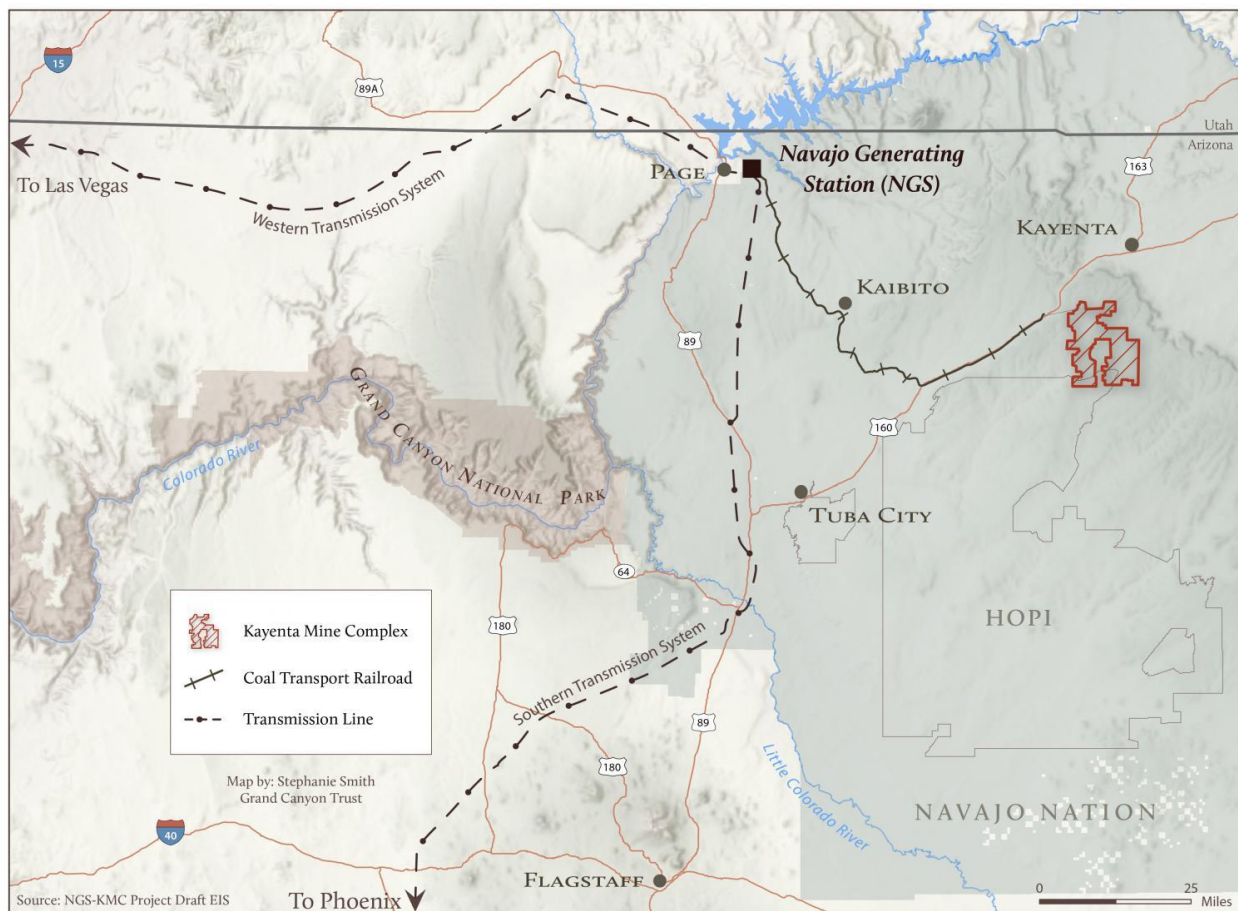 15
89A
Utah
Arizona
To Las Vegas
Western Transmission System
PAGE
Navajo Generating
Station (NGS)
163
KAYENTA
KAIBITO
89
GRAND CANYON NATIONAL PARK
Colorado River
160
TUBA CITY
64
HOPI
180
Southern Transmission System
Kayenta Mine Complex
Coal Transport Railroad
Transmission Line
89
180
Little Colorado River
Map by: Stephanie Smith
Grand Canyon Trust
NAVAJO NATION
40
FLAGSTAFF
To Phoenix
Source: NGS-KMC Project Draft EIS
0 25
Miles